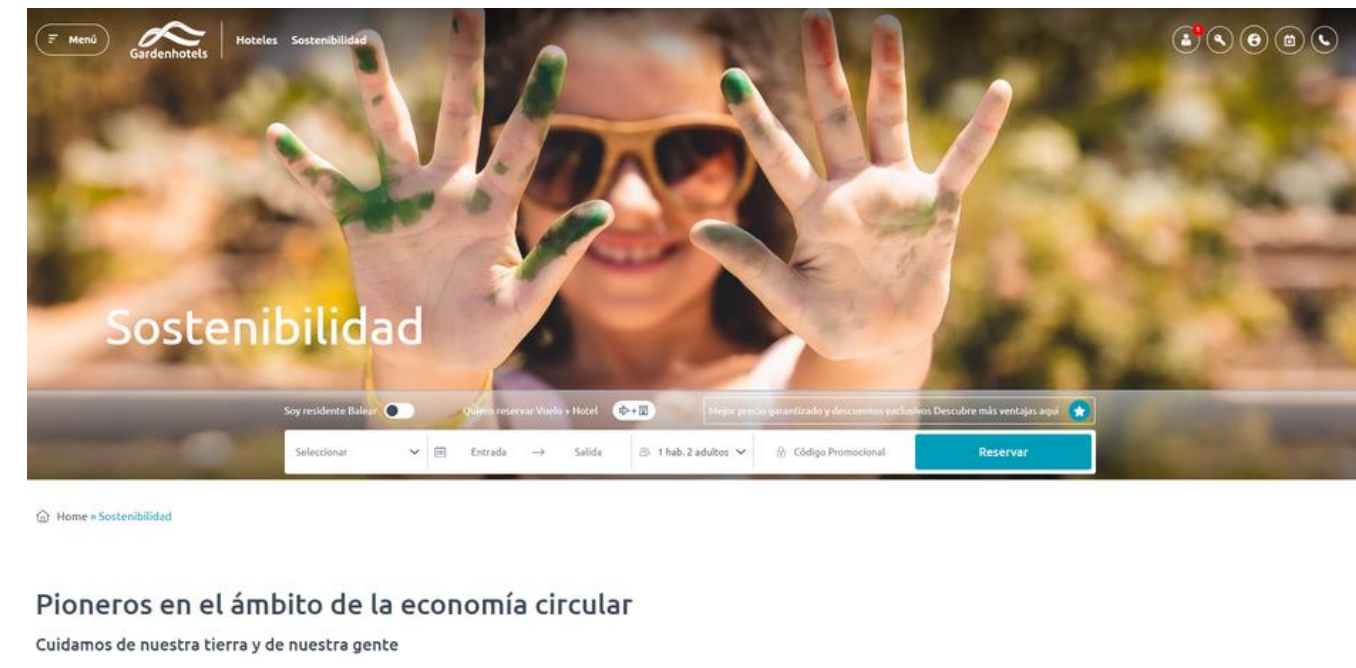 Menú
Gardenhotels
Hoteles Sostenibilidad
1
Sostenibilidad
Soy residente Balear Quiero reservar Vuelo + Hotel Mejor precio garantizado y descuentos exclusivos Descubre más ventajas aquí
Seleccionar Entrada → Salida 1 hab. 2 adultos Código Promocional Reservar
Home » Sostenibilidad
Pioneros en el ámbito de la economía circular
Cuidamos de nuestra tierra y de nuestra gente